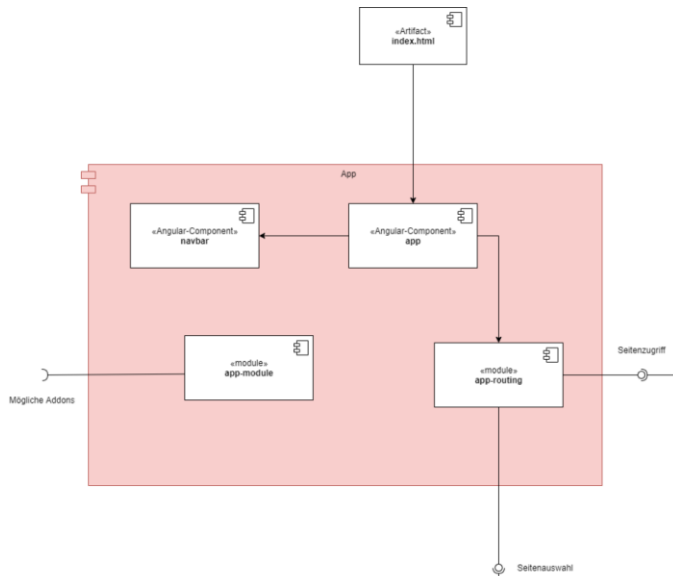 «Artifact»
index.html
App
«Angular-Component»
navbar
«Angular-Component»
app
«module»
app-module
«module»
app-routing
Seitenzugriff
Mögliche Addons
Seitenauswahl